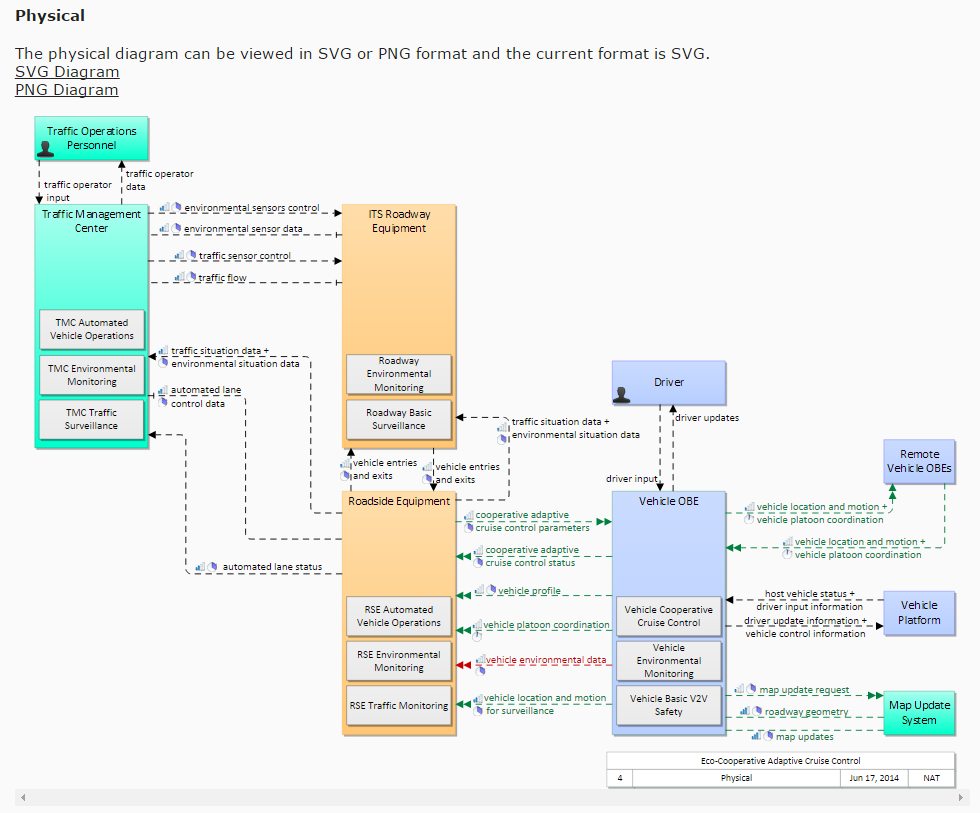 Physical
The physical diagram can be viewed in SVG or PNG format and the current format is SVG.
SVG Diagram
PNG Diagram
Traffic Operations
Personnel
traffic operator
input
traffic operator
data
Traffic Management
Center
environmental sensors control
environmental sensor data
traffic sensor control
traffic flow
ITS Roadway
Equipment
TMC Automated
Vehicle Operations
TMC Environmental
Monitoring
TMC Traffic
Surveillance
traffic situation data +
environmental situation data
automated lane
control data
Roadway
Environmental
Monitoring
Roadway Basic
Surveillance
Driver
driver updates
driver input
traffic situation data +
environmental situation data
vehicle entries
and exits
vehicle entries
and exits
Remote
Vehicle OBEs
Roadside Equipment
Vehicle OBE
cooperative adaptive
cruise control parameters
cooperative adaptive
cruise control status
vehicle location and motion +
vehicle platoon coordination
vehicle location and motion +
vehicle platoon coordination
automated lane status
vehicle profile
vehicle platoon coordination
vehicle environmental data
vehicle location and motion
for surveillance
RSE Automated
Vehicle Operations
RSE Environmental
Monitoring
RSE Traffic Monitoring
Vehicle Cooperative
Cruise Control
Vehicle
Environmental
Monitoring
Vehicle Basic V2V
Safety
host vehicle status +
driver input information
driver update information +
vehicle control information
Vehicle
Platform
map update request
roadway geometry
map updates
Map Update
System
Eco-Cooperative Adaptive Cruise Control
4 Physical Jun 17, 2014 NAT